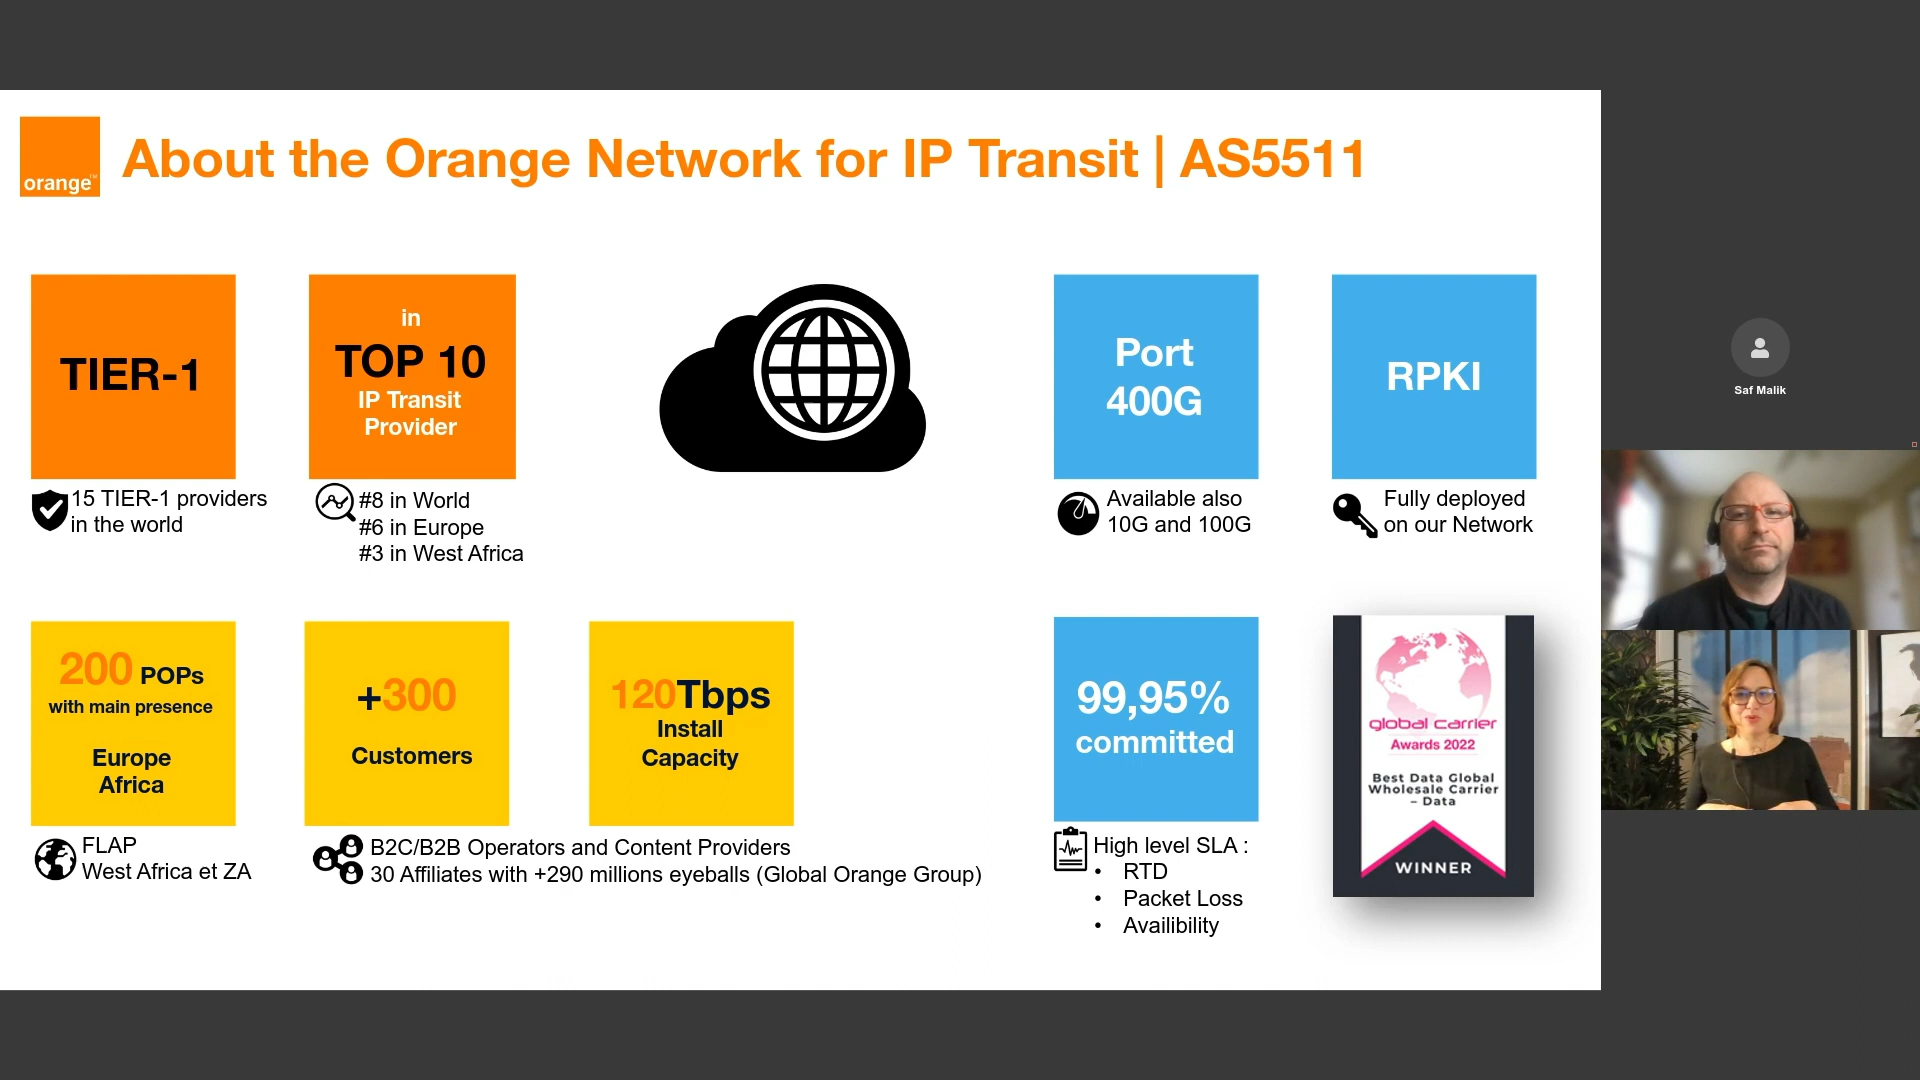 orange™
About the Orange Network for IP Transit | AS5511
TIER-1
15 TIER-1 providers
in the world
in
TOP 10
IP Transit
Provider
#8 in World
#6 in Europe
#3 in West Africa
Port
400G
Available also
10G and 100G
RPKI
Fully deployed
on our Network
200 POPs
with main presence
Europe
Africa
FLAP
West Africa et ZA
+300
Customers
120Tbps
Install
Capacity
B2C/B2B Operators and Content Providers
30 Affiliates with +290 millions eyeballs (Global Orange Group)
99,95%
committed
High level SLA :
• RTD
• Packet Loss
• Availibility
global carrier
Awards 2022
Best Data Global
Wholesale Carrier
– Data
WINNER
Saf Malik